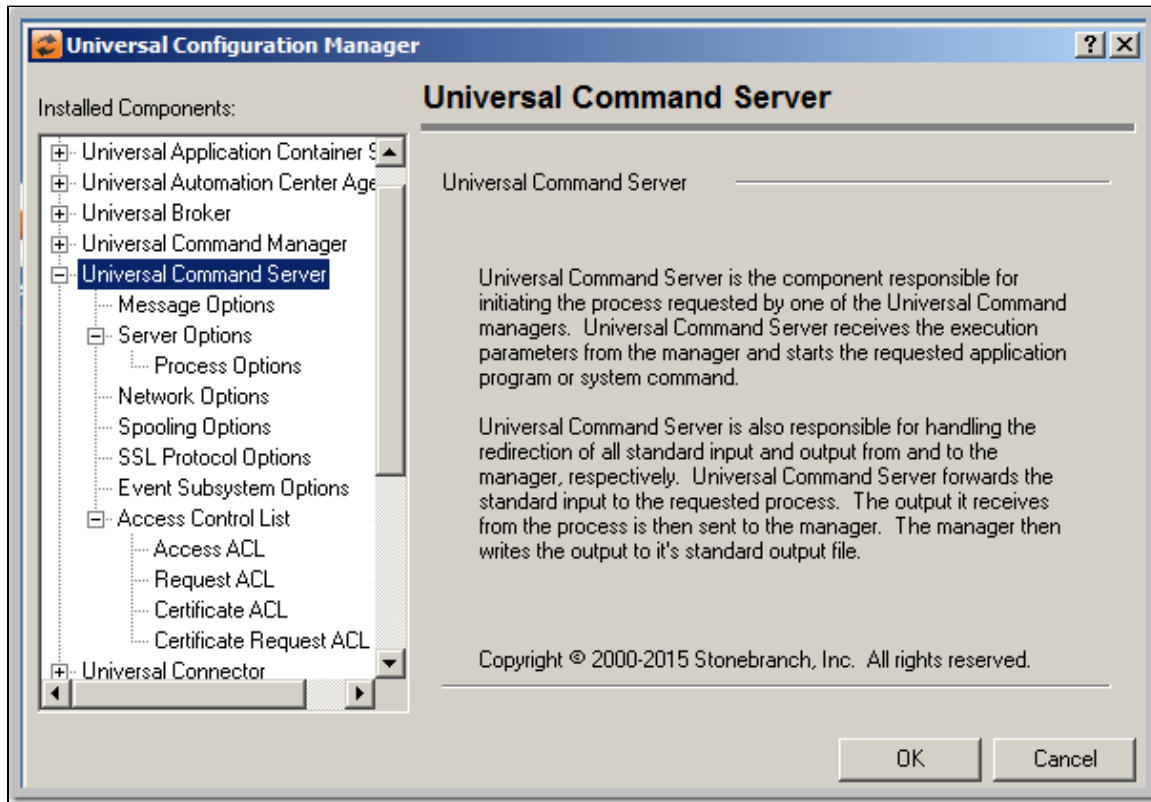 Universal Configuration Manager
Installed Components:
Universal Application Container S
Universal Automation Center Age
Universal Broker
Universal Command Manager
Universal Command Server
Message Options
Server Options
Process Options
Network Options
Spooling Options
SSL Protocol Options
Event Subsystem Options
Access Control List
Access ACL
Request ACL
Certificate ACL
Certificate Request ACL
Universal Connector
Universal Command Server
Universal Command Server
Universal Command Server is the component responsible for
initiating the process requested by one of the Universal Command
managers. Universal Command Server receives the execution
parameters from the manager and starts the requested application
program or system command.
Universal Command Server is also responsible for handling the
redirection of all standard input and output from and to the
manager, respectively. Universal Command Server forwards the
standard input to the requested process. The output it receives
from the process is then sent to the manager. The manager then
writes the output to it's standard output file.
Copyright © 2000-2015 Stonebranch, Inc. All rights reserved.
OK
Cancel